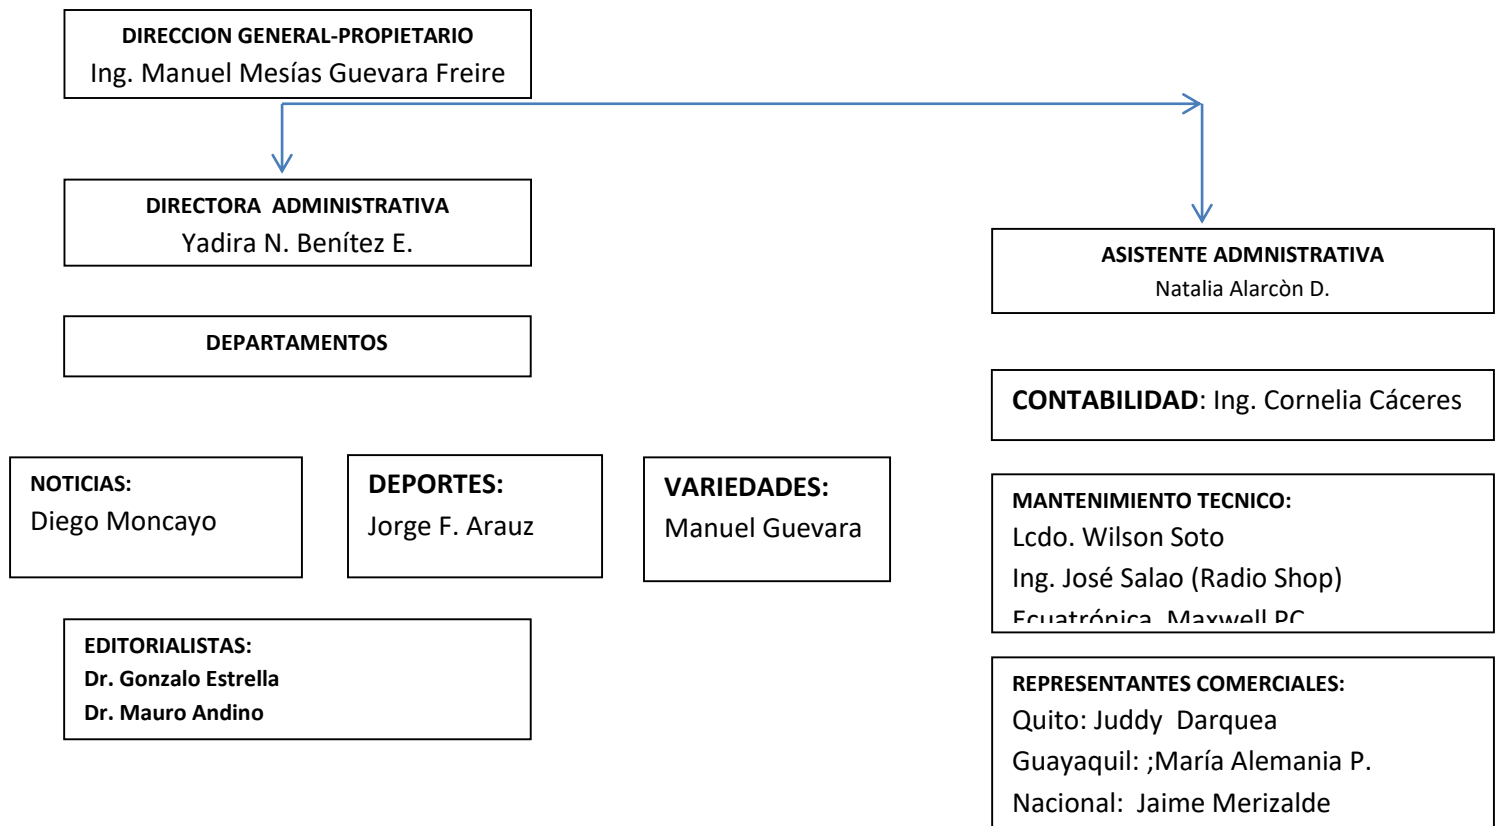 DIRECCION GENERAL-PROPIETARIO
Ing. Manuel Mesías Guevara Freire
DIRECTORA ADMINISTRATIVA
Yadira N. Benítez E.
ASISTENTE ADMNISTRATIVA
Natalia Alarcòn D.
DEPARTAMENTOS
CONTABILIDAD: Ing. Cornelia Cáceres
NOTICIAS:
Diego Moncayo
DEPORTES:
Jorge F. Arauz
VARIEDADES:
Manuel Guevara
MANTENIMIENTO TECNICO:
Lcdo. Wilson Soto
Ing. José Salao (Radio Shop)
Ecuatrónica Maxwell PC
EDITORIALISTAS:
Dr. Gonzalo Estrella
Dr. Mauro Andino
REPRESENTANTES COMERCIALES:
Quito: Juddy Darquea
Guayaquil: ;María Alemania P.
Nacional: Jaime Merizalde